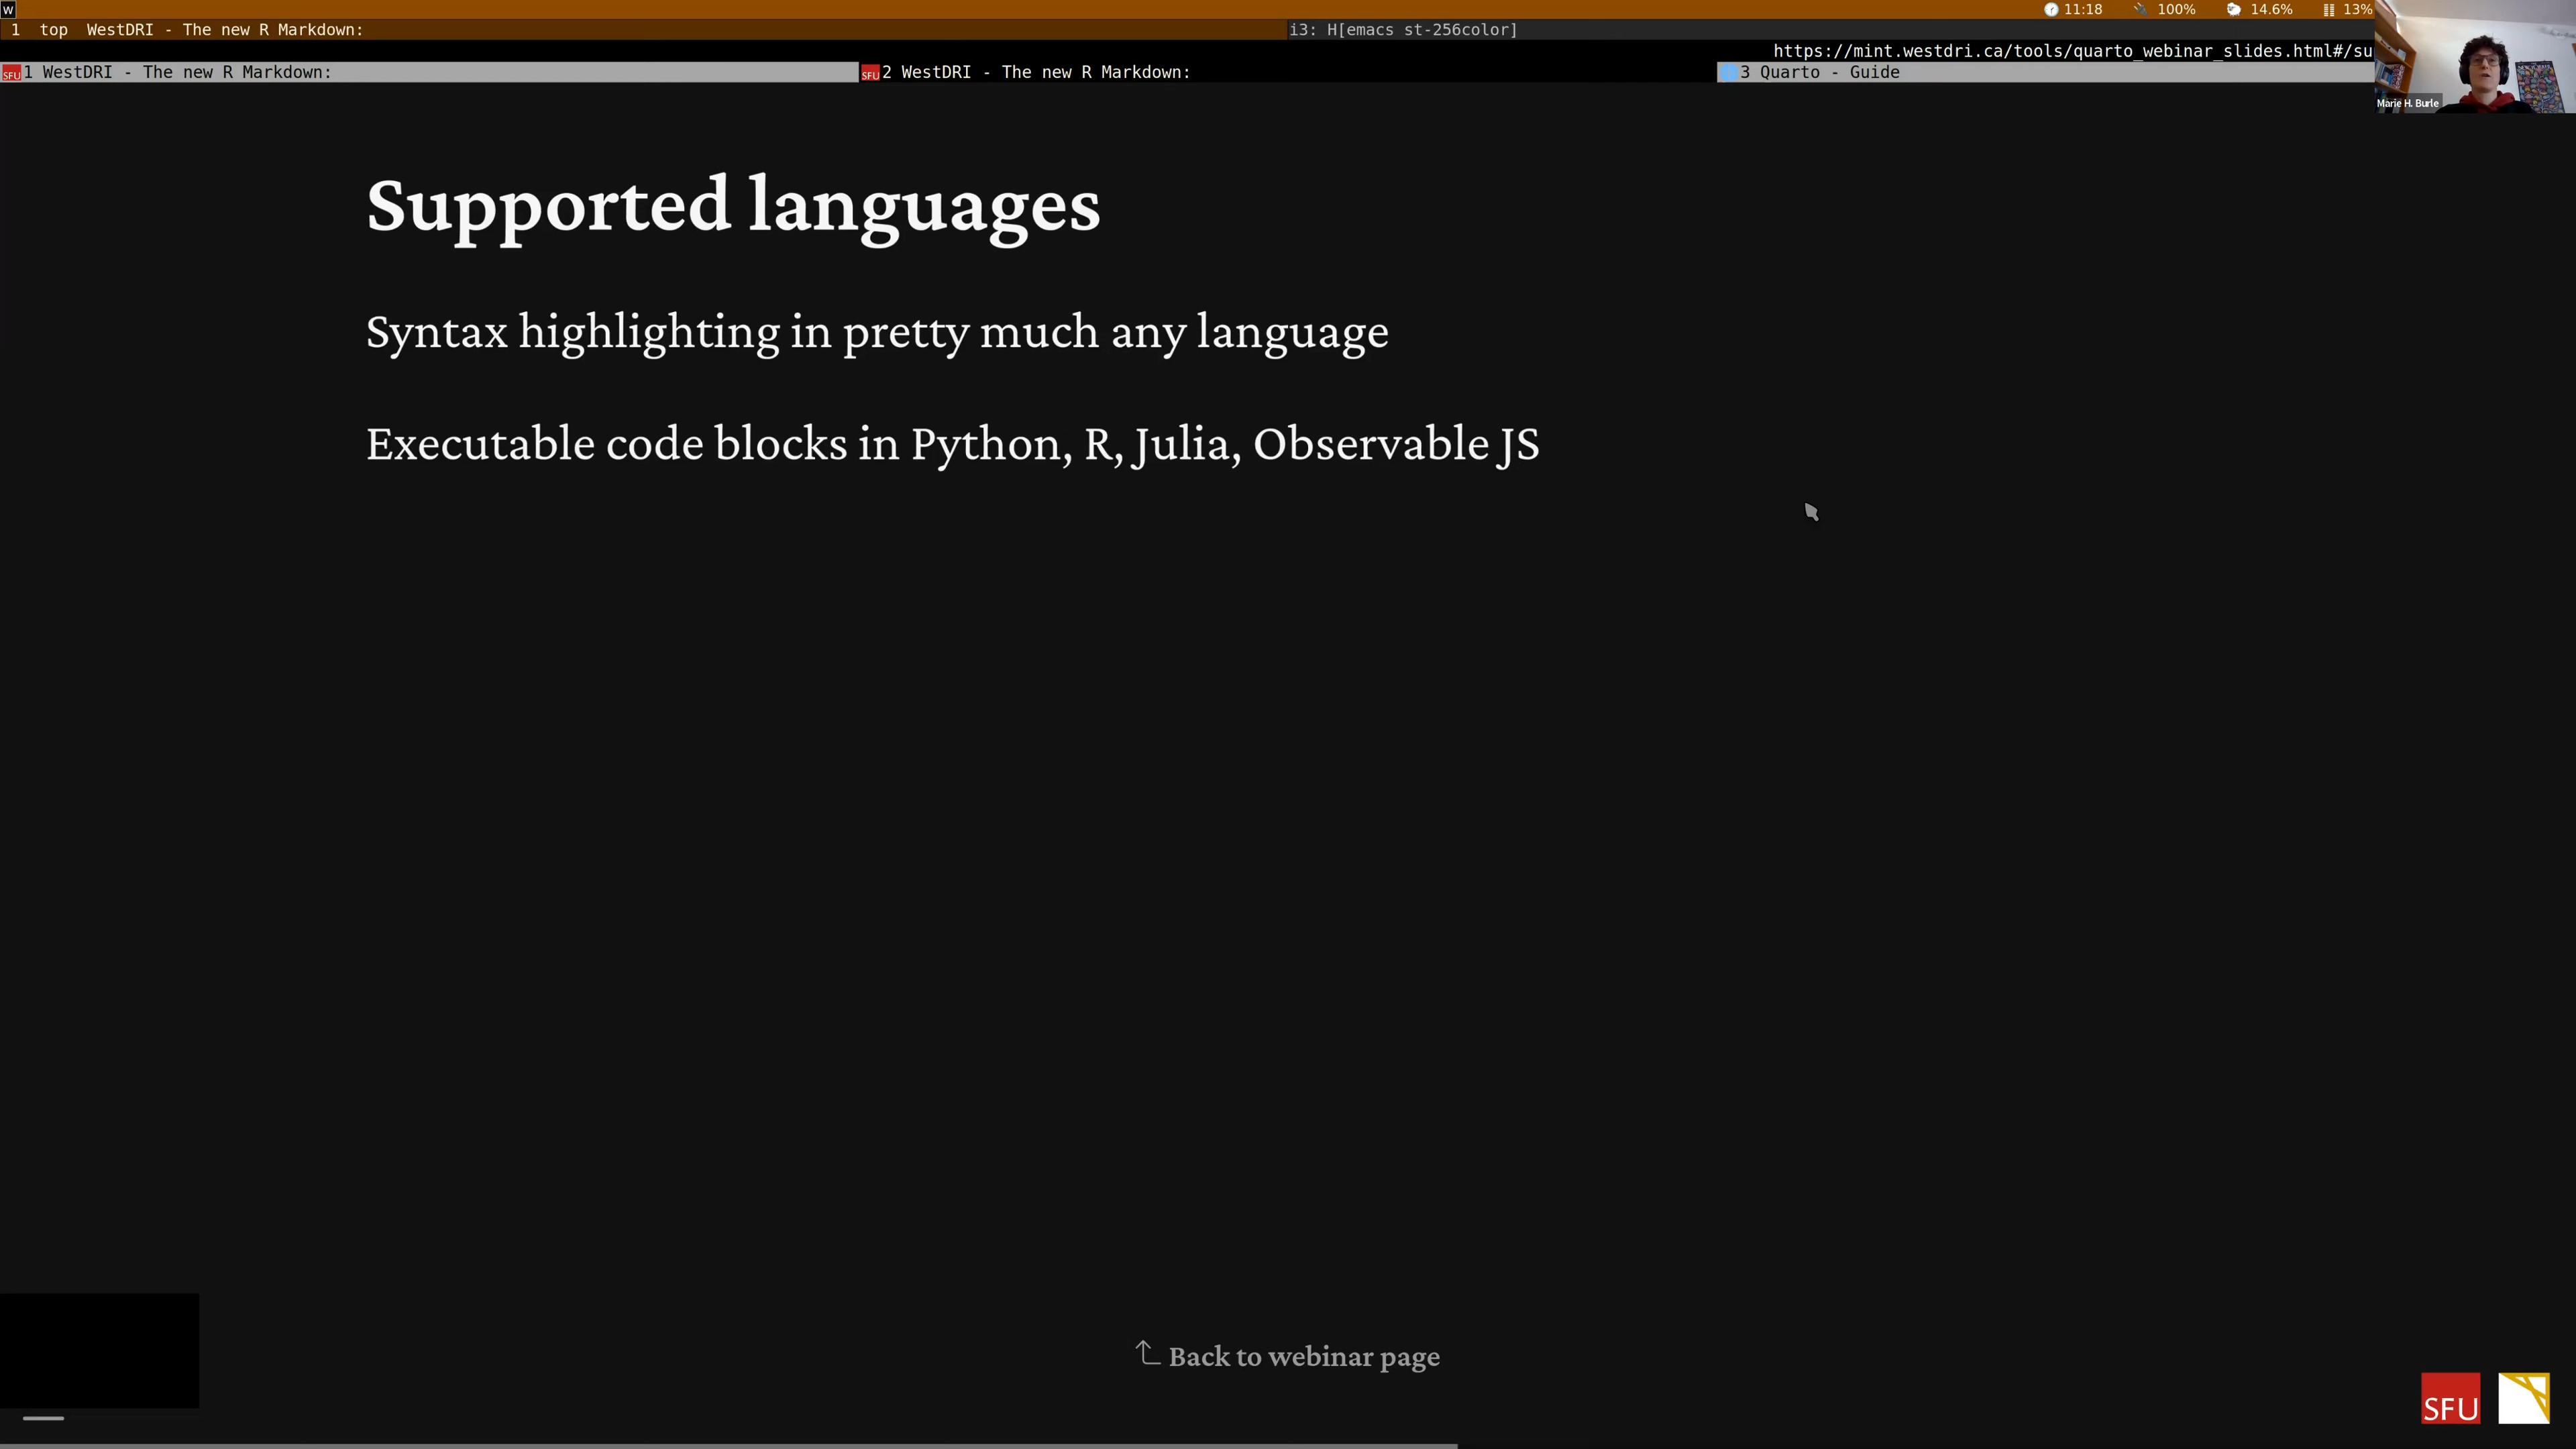 W
11:18 100% 14.6% 13%
1 top WestDRI - The new R Markdown:
i3: H[emacs st-256color]
https://mint.westdri.ca/tools/quarto_webinar_slides.html#/su
SFU 1 WestDRI - The new R Markdown:
SFU 2 WestDRI - The new R Markdown:
3 Quarto - Guide
Marie H. Burle
Supported languages
Syntax highlighting in pretty much any language
Executable code blocks in Python, R, Julia, Observable JS
Back to webinar page
SFU